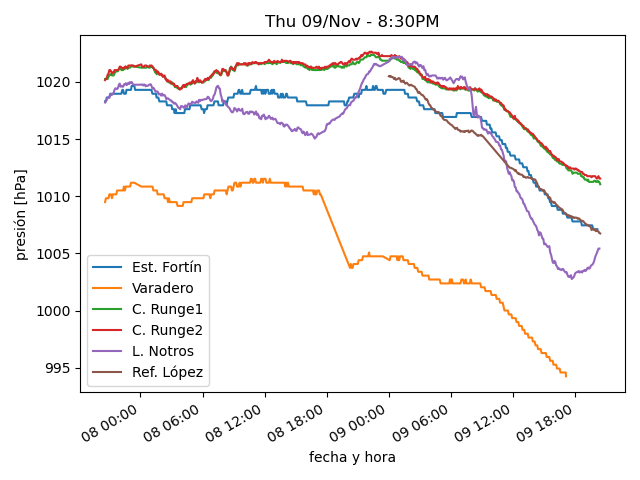 Thu 09/Nov - 8:30PM
presión [hPa]
1020
1015
1010
1005
1000
995
Est. Fortín
Varadero
C. Runge1
C. Runge2
L. Notros
Ref. López
08 00:00
08 06:00
08 12:00
08 18:00
09 00:00
09 06:00
09 12:00
09 18:00
fecha y hora